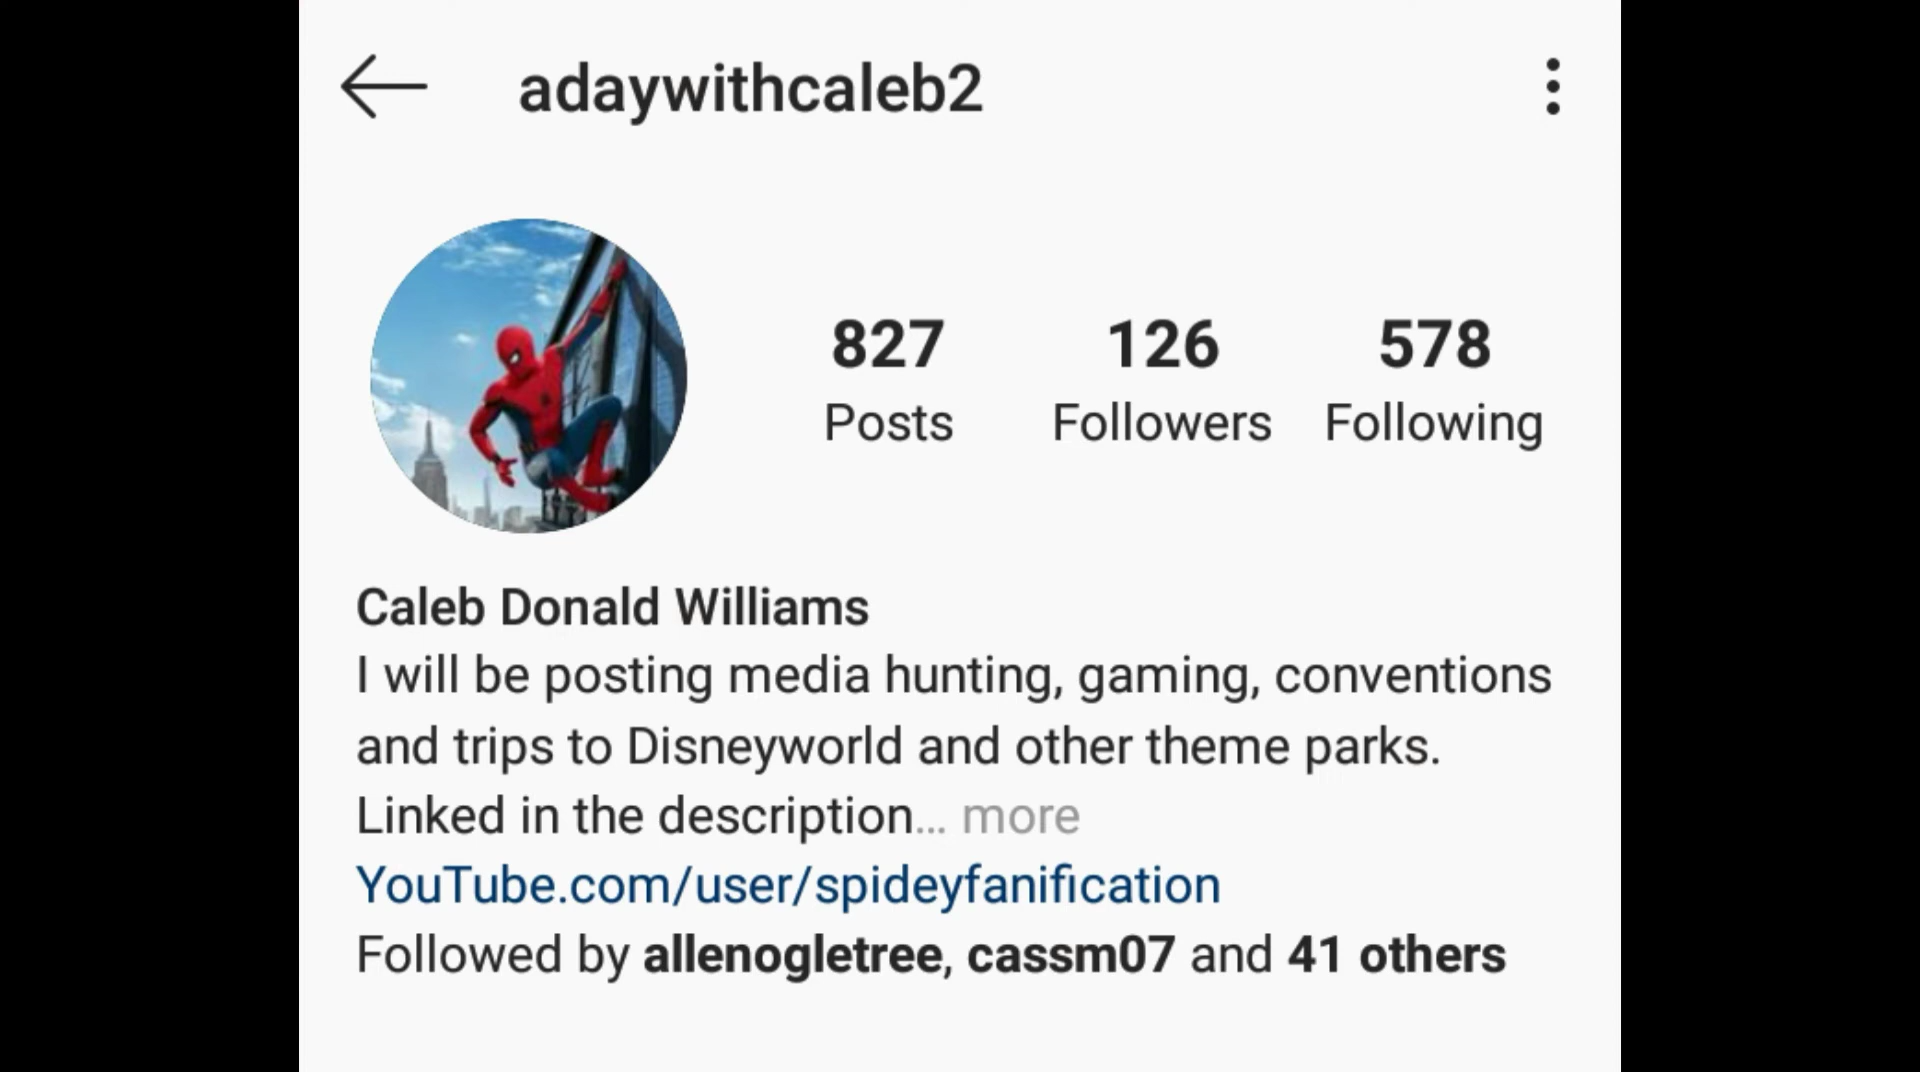 adaywithcaleb2
827 126 578
Posts Followers Following
Caleb Donald Williams
I will be posting media hunting, gaming, conventions
and trips to Disneyworld and other theme parks.
Linked in the description... more
YouTube.com/user/spideyfanification
Followed by allenogletree, cassm07 and 41 others